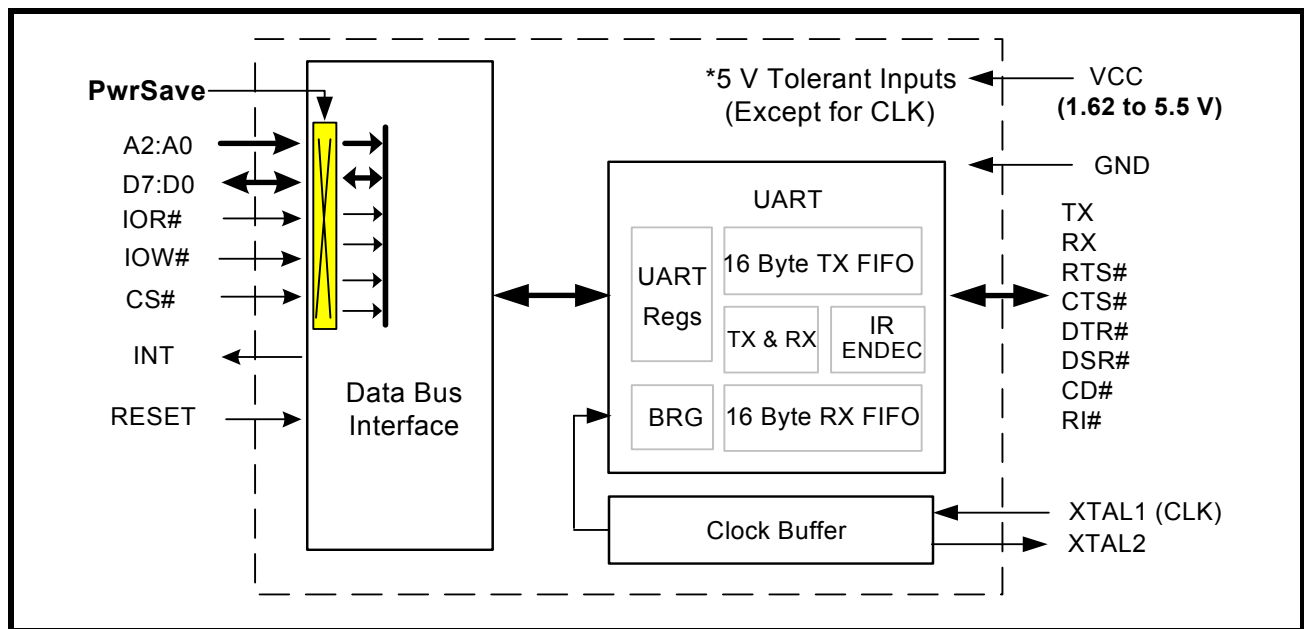 PwrSave
A2:A0
D7:D0
IOR#
IOW#
CS#
INT
RESET
Data Bus
Interface
*5 V Tolerant Inputs
(Except for CLK)
UART
UART
Regs
16 Byte TX FIFO
TX & RX
IR
ENDEC
BRG
16 Byte RX FIFO
Clock Buffer
VCC
(1.62 to 5.5 V)
GND
TX
RX
RTS#
CTS#
DTR#
DSR#
CD#
RI#
XTAL1 (CLK)
XTAL2